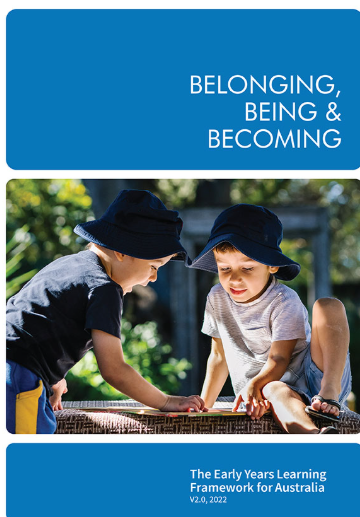 BELONGING,
BEING &
BECOMING
The Early Years Learning
Framework for Australia
V2.0, 2022